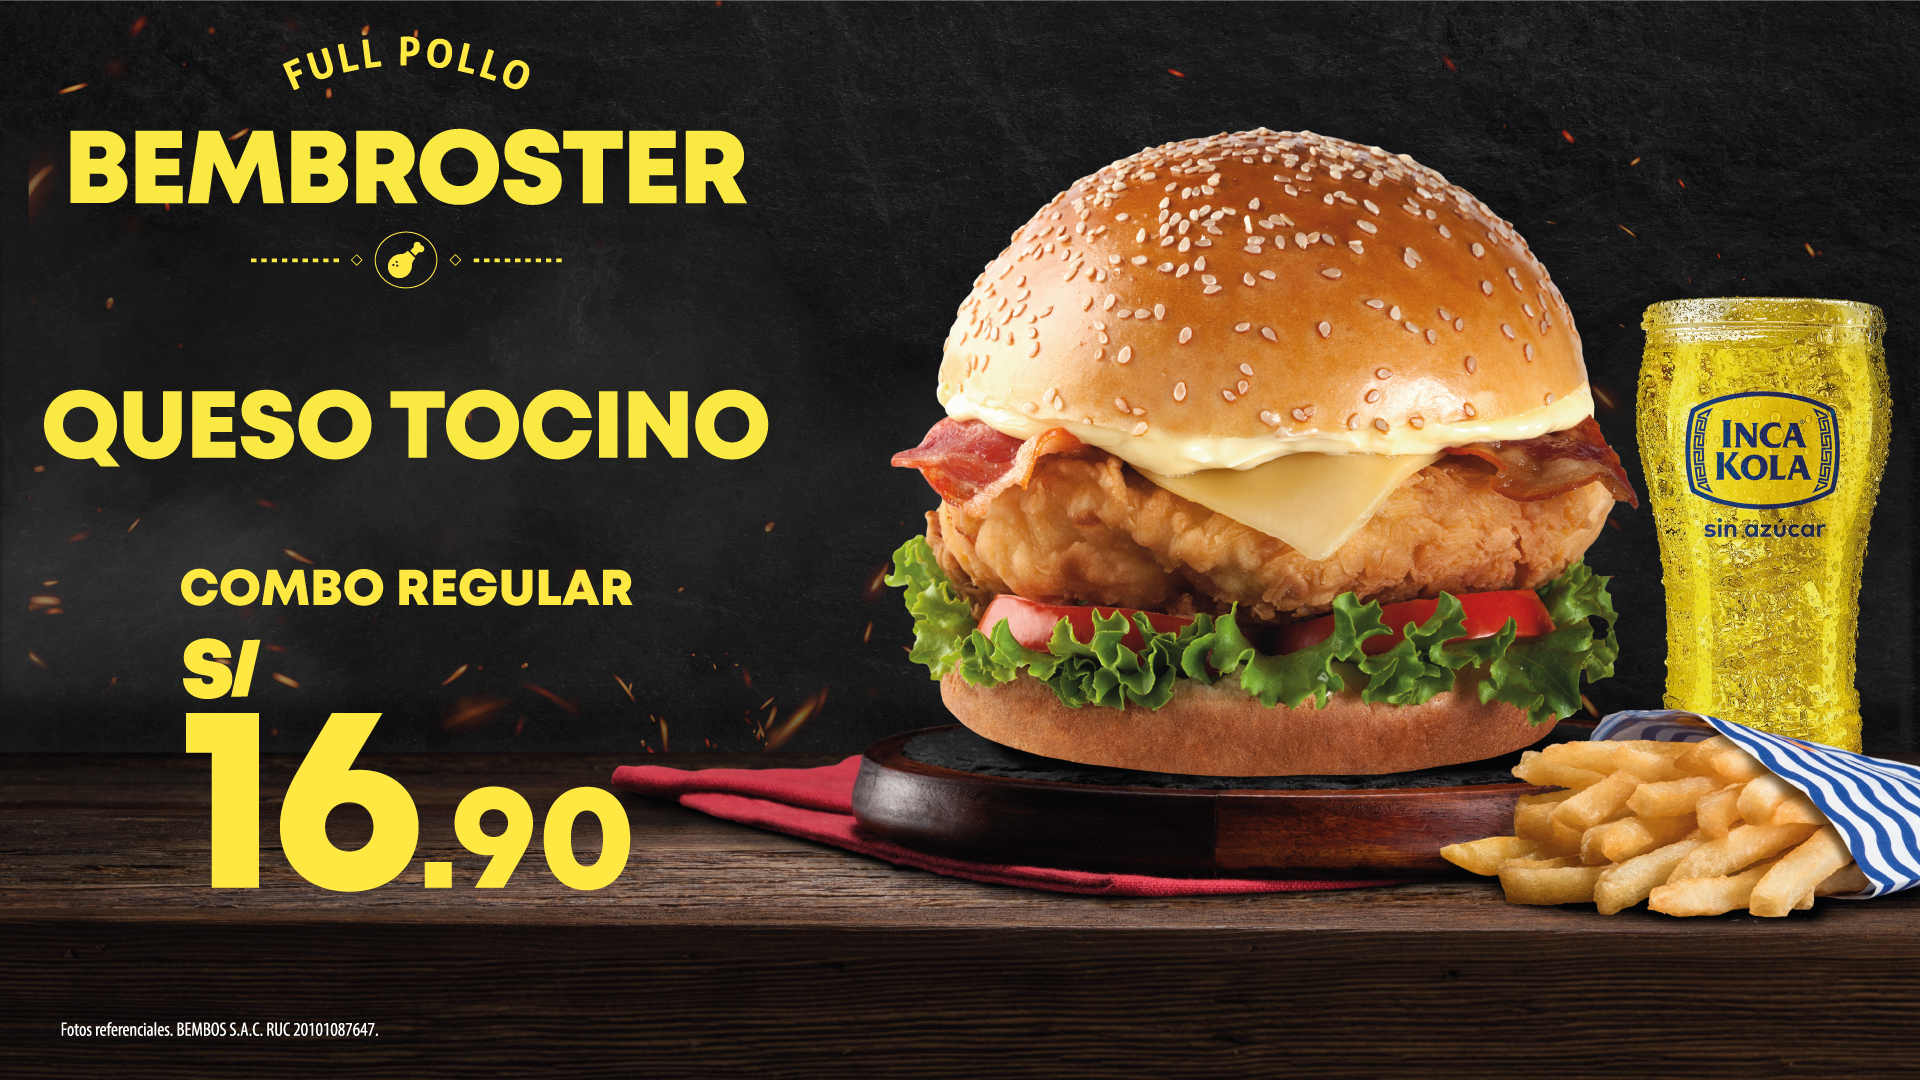 FULL POLLO
BEMBROSTER
QUESO TOCINO
COMBO REGULAR
S/
16.90
INCA
KOLA
sin azúcar
Fotos referenciales. BEMBOS S.A.C. RUC 20101087647.